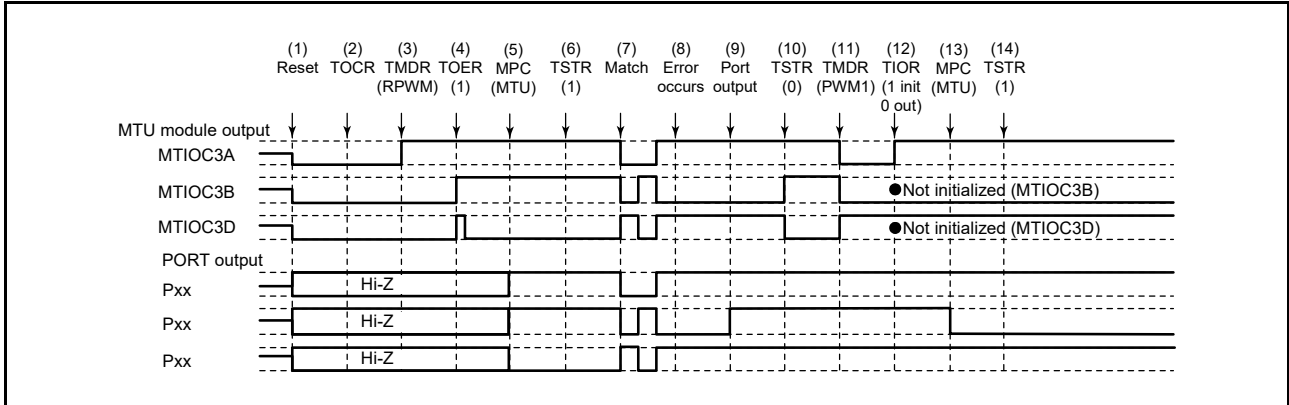 (1) (2) (3) (4) (5) (6) (7) (8) (9) (10) (11) (12) (13) (14)
Reset TOCR TMDR TOER MPC TSTR Match Error Port TSTR TMDR TIOR MPC TSTR
(RPWM) (1) (MTU) (1) occurs output (0) (PWM1) (1 init (MTU) (1)
0 out)
MTU module output
MTIOC3A
MTIOC3B ●Not initialized (MTIOC3B)
MTIOC3D ●Not initialized (MTIOC3D)
PORT output
Pxx Hi-Z
Pxx Hi-Z
Pxx Hi-Z